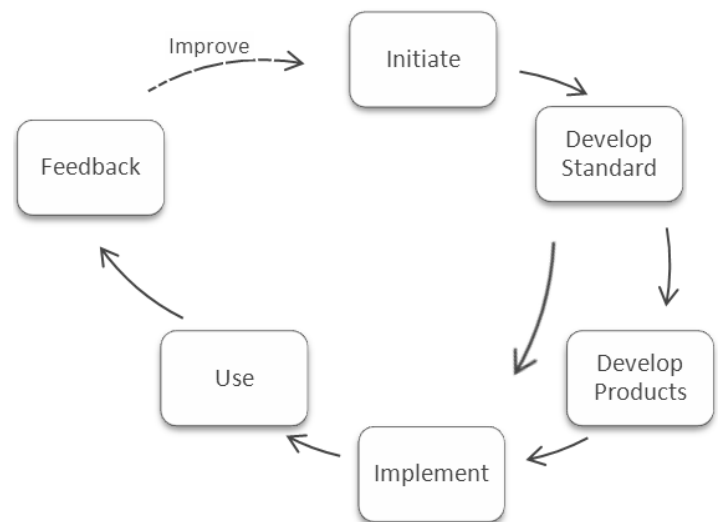 Improve
Initiate
Develop
Standard
Feedback
Develop
Products
Use
Implement